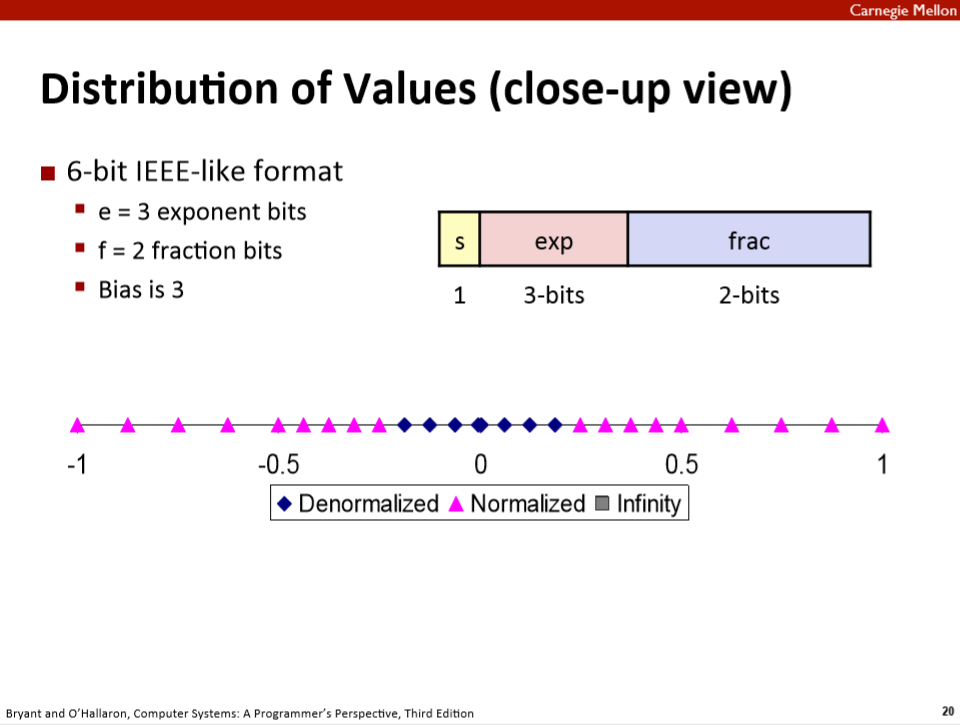 Carnegie Mellon
Distribution of Values (close-up view)
6-bit IEEE-like format
e = 3 exponent bits
f = 2 fraction bits
Bias is 3
s exp frac
1 3-bits 2-bits
-1 -0.5 0 0.5 1
Denormalized Normalized Infinity
Bryant and O’Hallaron, Computer Systems: A Programmer’s Perspective, Third Edition
20